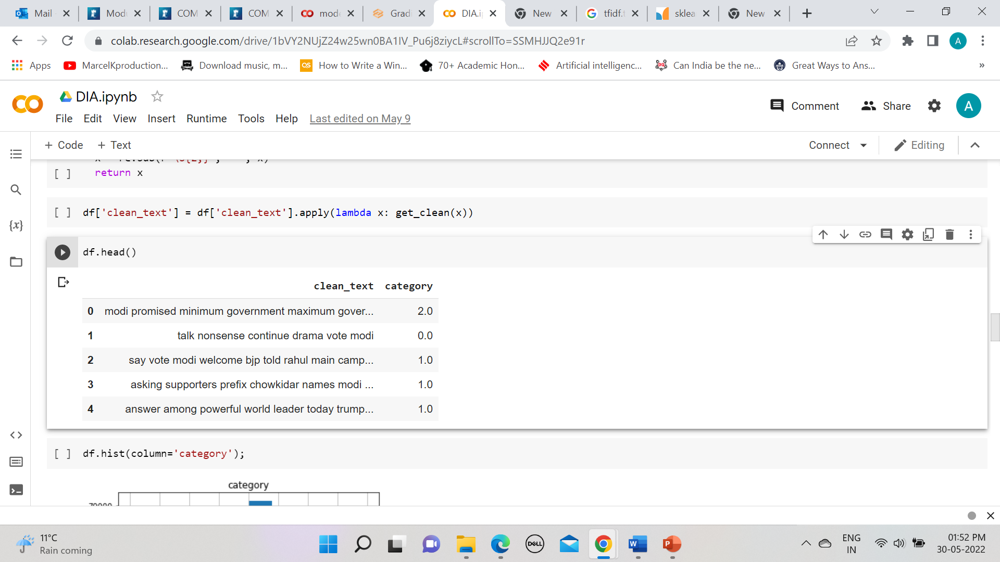 Mail
Modu
COM
COM
mode
Gradi
DIA.i
New
tfidf.t
sklea
New
colab.research.google.com/drive/1bVY2NUjZ24w25wn0BA1IV_Pu6j8ziycL#scrollTo=SSMHJJQ2e91r
A
Apps
MarcelKproduction...
Download music, m...
QS
How to Write a Win...
70+ Academic Hon...
Artificial intelligenc...
Can India be the ne...
Great Ways to Ans...
»
DIA.ipynb
Comment
Share
A
File Edit View Insert Runtime Tools Help Last edited on May 9
+ Code + Text
Connect
Editing
[ ] return x
[ ] df['clean_text'] = df['clean_text'].apply(lambda x: get_clean(x))
{x}
df.head()
clean_text category
0 modi promised minimum government maximum gover... 2.0
1 talk nonsense continue drama vote modi 0.0
2 say vote modi welcome bjp told rahul main camp... 1.0
3 asking supporters prefix chowkidar names modi ... 1.0
4 answer among powerful world leader today trump... 1.0
[ ] df.hist(column='category');
category
11°C
Rain coming
DELL
W
P
ENG
IN
01:52 PM
30-05-2022